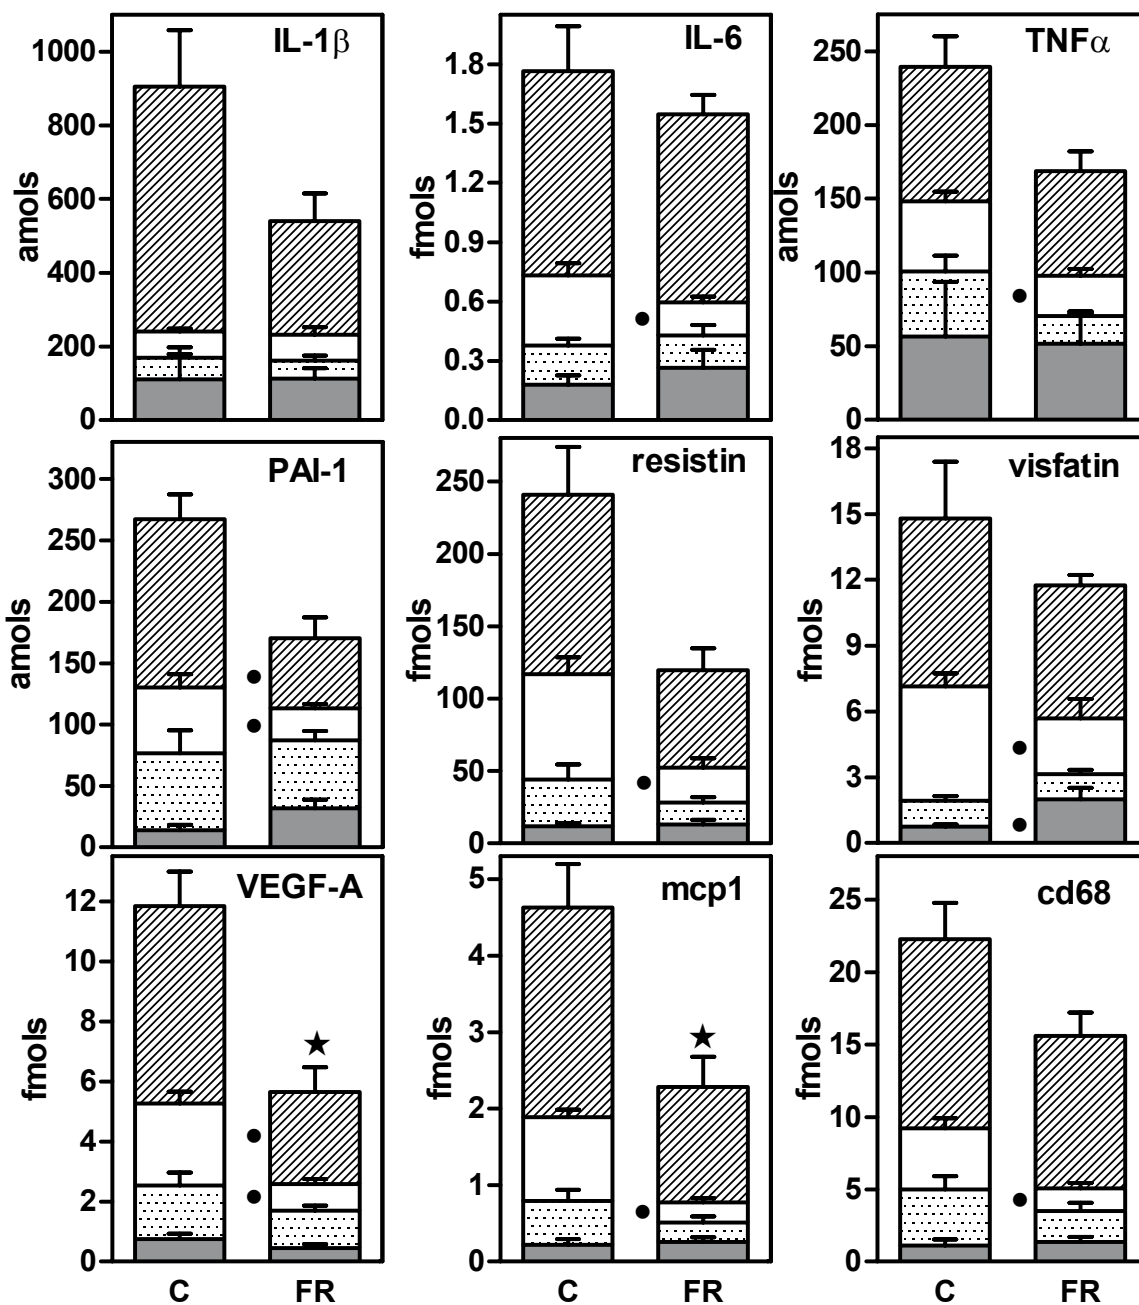 IL-1β
1000
800
600
400
200
0
amols
IL-6
1.8
1.5
1.2
0.9
0.6
0.3
0.0
fmols
TNFα
250
200
150
100
50
0
amols
PAI-1
300
250
200
150
100
50
0
amols
resistin
250
200
150
100
50
0
fmols
visfatin
18
15
12
9
6
3
0
fmols
VEGF-A
12
10
8
6
4
2
0
fmols
C FR
mcp1
5
4
3
2
1
0
fmols
C FR
cd68
25
20
15
10
5
0
fmols
C FR